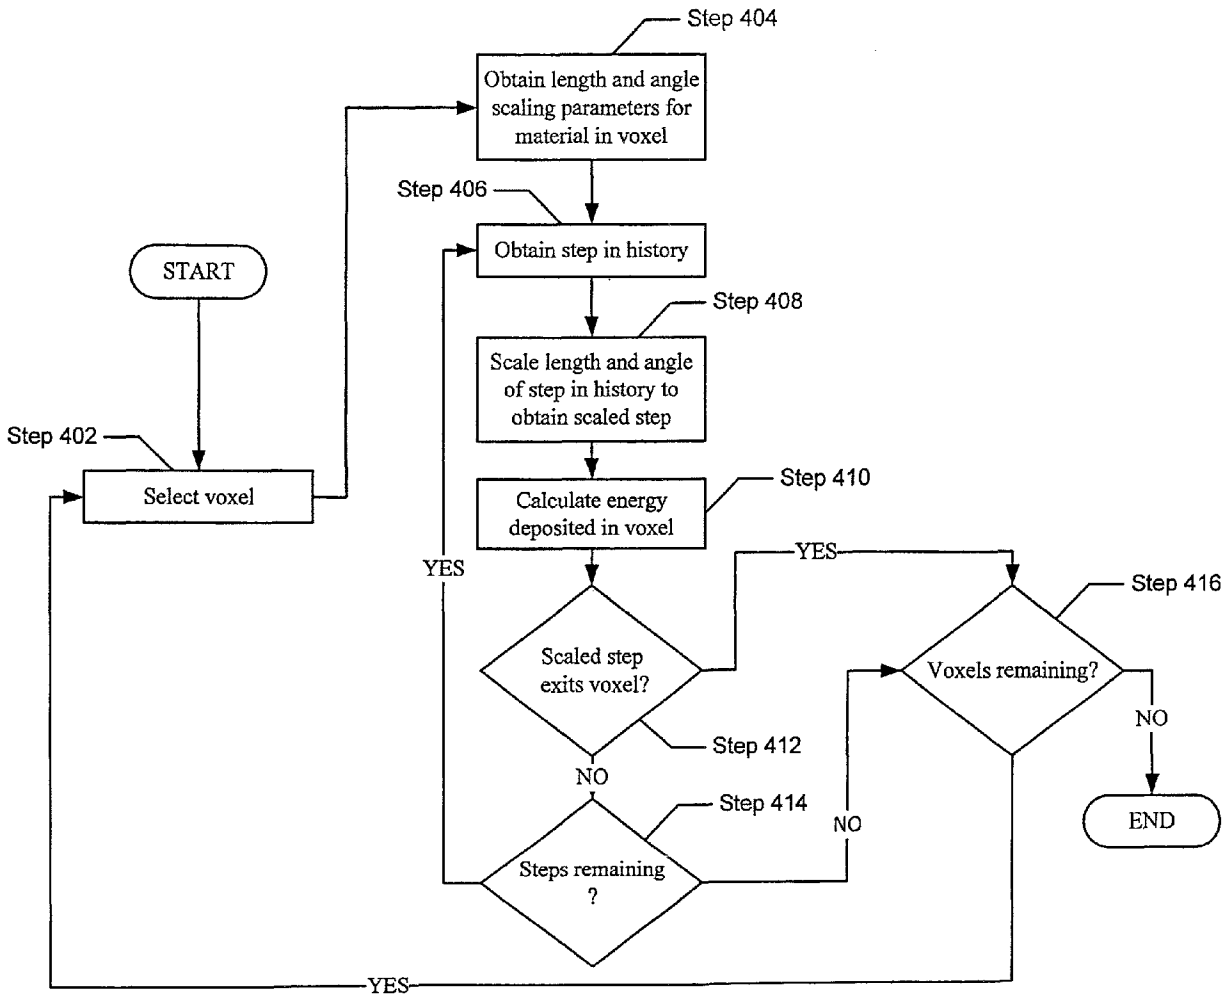 Step 404
Obtain length and angle
scaling parameters for
material in voxel
Step 406
Obtain step in history
START
Step 408
Scale length and angle
of step in history to
obtain scaled step
Step 402
Select voxel
Step 410
Calculate energy
deposited in voxel
YES
YES
Step 416
Scaled step
exits voxel?
Voxels remaining?
NO
Step 412
NO
Step 414
NO
END
Steps remaining
?
YES